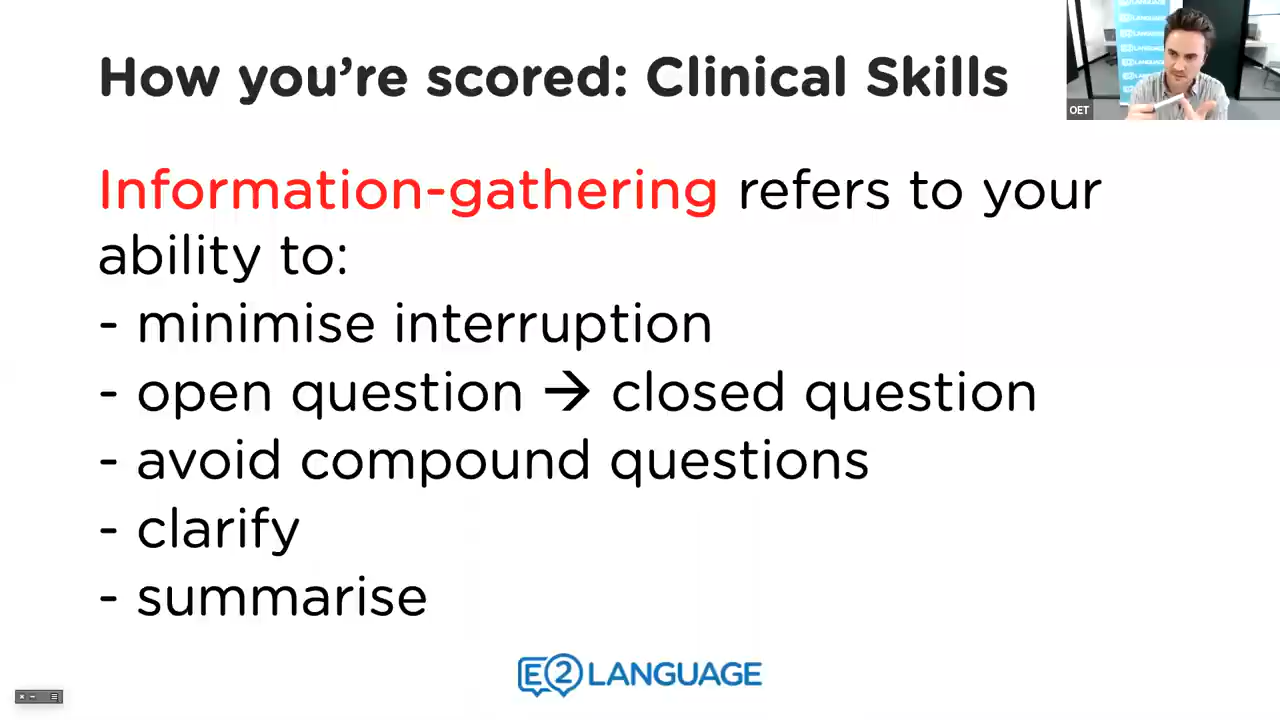 How you're scored: Clinical Skills
OET
Information-gathering refers to your
ability to:
- minimise interruption
- open question → closed question
- avoid compound questions
- clarify
- summarise
E2 LANGUAGE